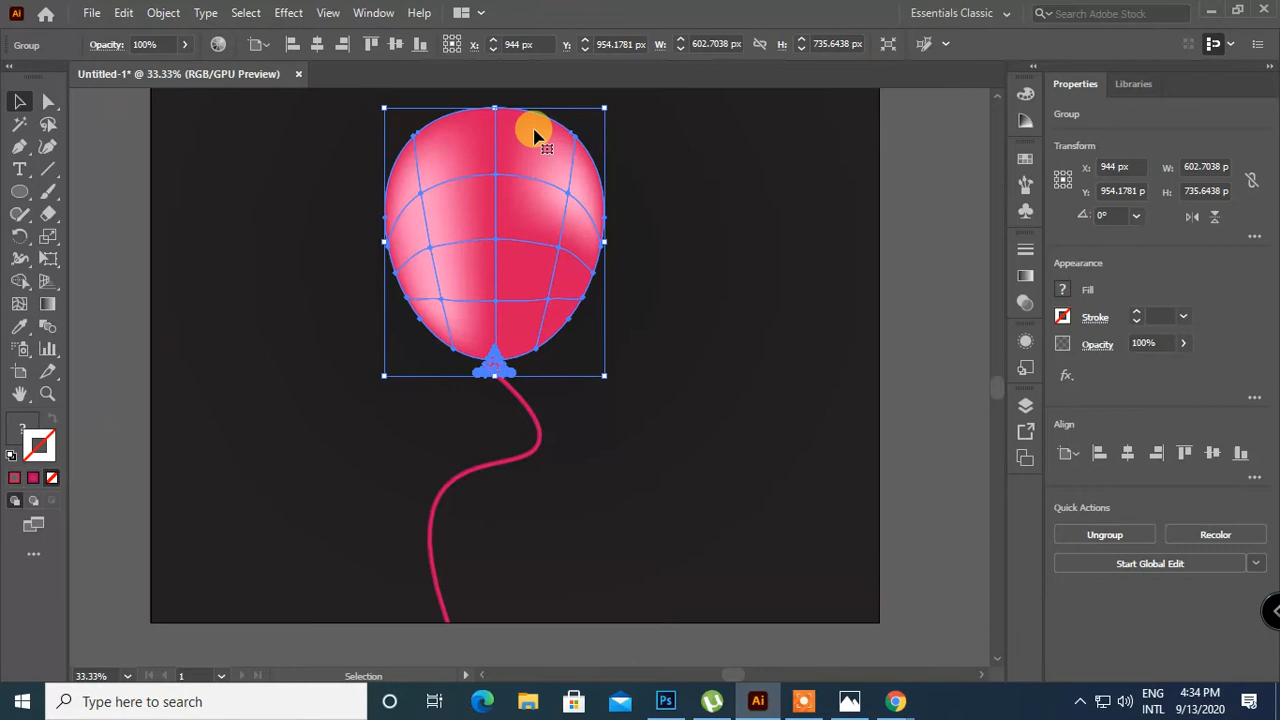 Ai File Edit Object Type Select Effect View Window Help Essentials Classic Search Adobe Stock
Group Opacity: 100% X: 944 px Y: 954.1781 px W: 602.7038 px H: 735.6438 px
Untitled-1* @ 33.33% (RGB/GPU Preview)
Properties Libraries
Group
Transform
X: 944 px W: 602.7038 p
Y: 954.1781 p H: 735.6438 p
0°
Appearance
? Fill
Stroke
Opacity 100%
fx.
Align
?
Quick Actions
Ungroup Recolor
Start Global Edit
33.33% 1 Selection
Type here to search Ps Ai ENG 4:34 PM
INTL 9/13/2020